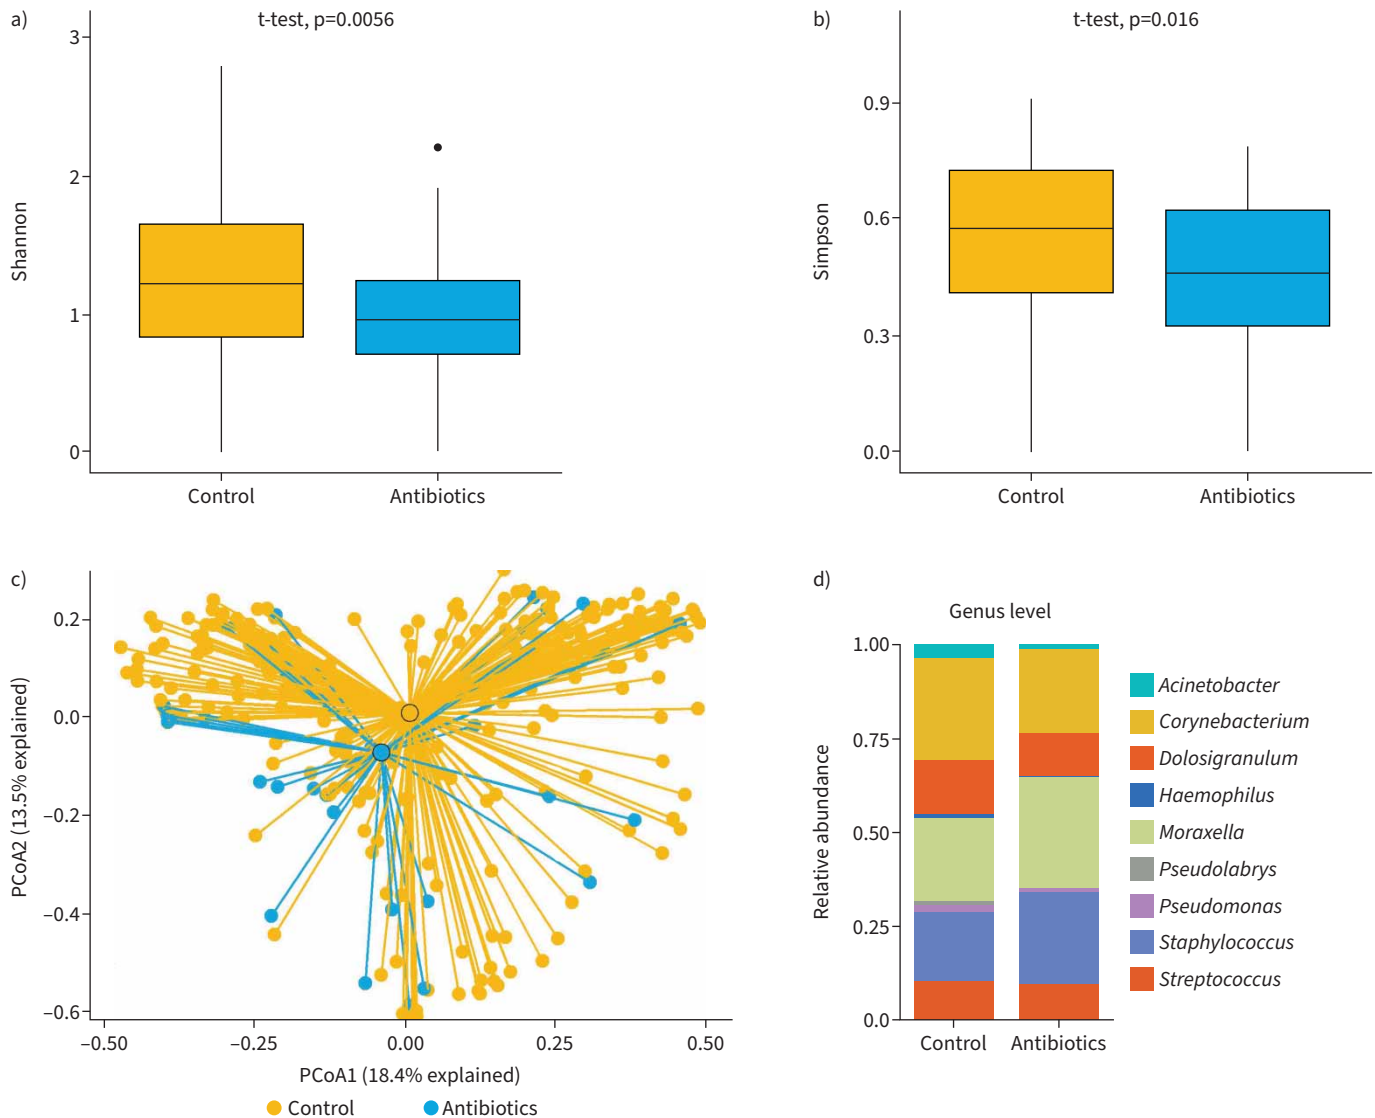 a)
t-test, p=0.0056
3
2
1
0
Shannon
Control
Antibiotics
b)
t-test, p=0.016
0.9
0.6
0.3
0.0
Simpson
Control
Antibiotics
c)
0.2
0.0
−0.2
−0.4
−0.6
PCoA2 (13.5% explained)
−0.50
−0.25
0.00
0.25
0.50
PCoA1 (18.4% explained)
Control
Antibiotics
d)
Genus level
1.00
0.75
0.50
0.25
0.0
Relative abundance
Control
Antibiotics
Acinetobacter
Corynebacterium
Dolosigranulum
Haemophilus
Moraxella
Pseudolabrys
Pseudomonas
Staphylococcus
Streptococcus